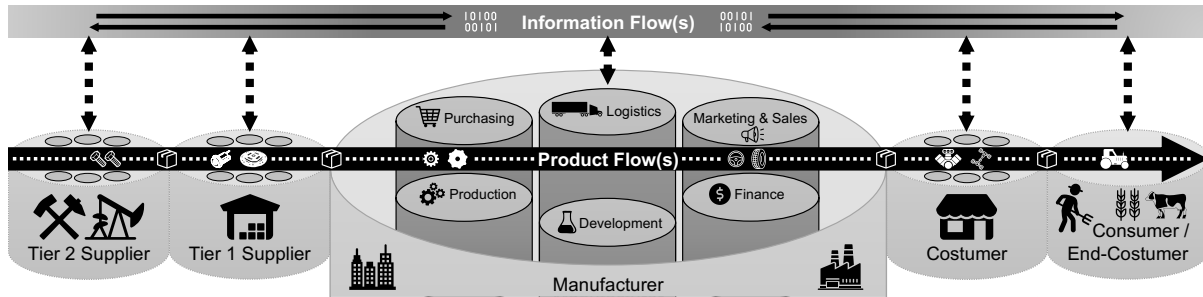 10100
00101
Information Flow(s)
00101
10100
Purchasing
Logistics
Marketing & Sales
Product Flow(s)
Production
Development
$ Finance
Tier 2 Supplier
Tier 1 Supplier
Manufacturer
Costumer
Consumer /
End-Costumer